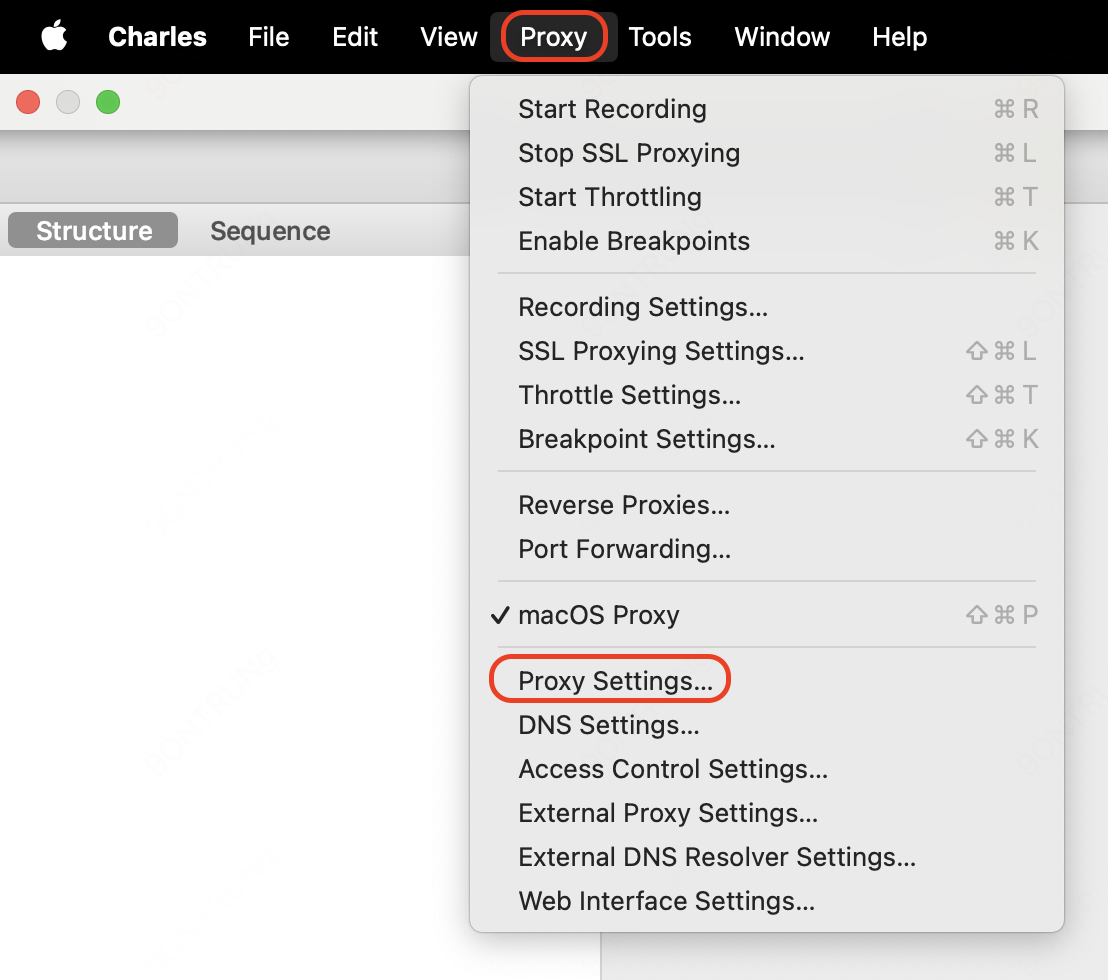 Charles File Edit View Proxy Tools Window Help
Start Recording ⌘ R
Stop SSL Proxying ⌘ L
Start Throttling ⌘ T
Enable Breakpoints ⌘ K
Structure Sequence
Recording Settings...
SSL Proxying Settings... ⇧ ⌘ L
Throttle Settings... ⇧ ⌘ T
Breakpoint Settings... ⇧ ⌘ K
Reverse Proxies...
Port Forwarding...
✓ macOS Proxy ⇧ ⌘ P
Proxy Settings...
DNS Settings...
Access Control Settings...
External Proxy Settings...
External DNS Resolver Settings...
Web Interface Settings...